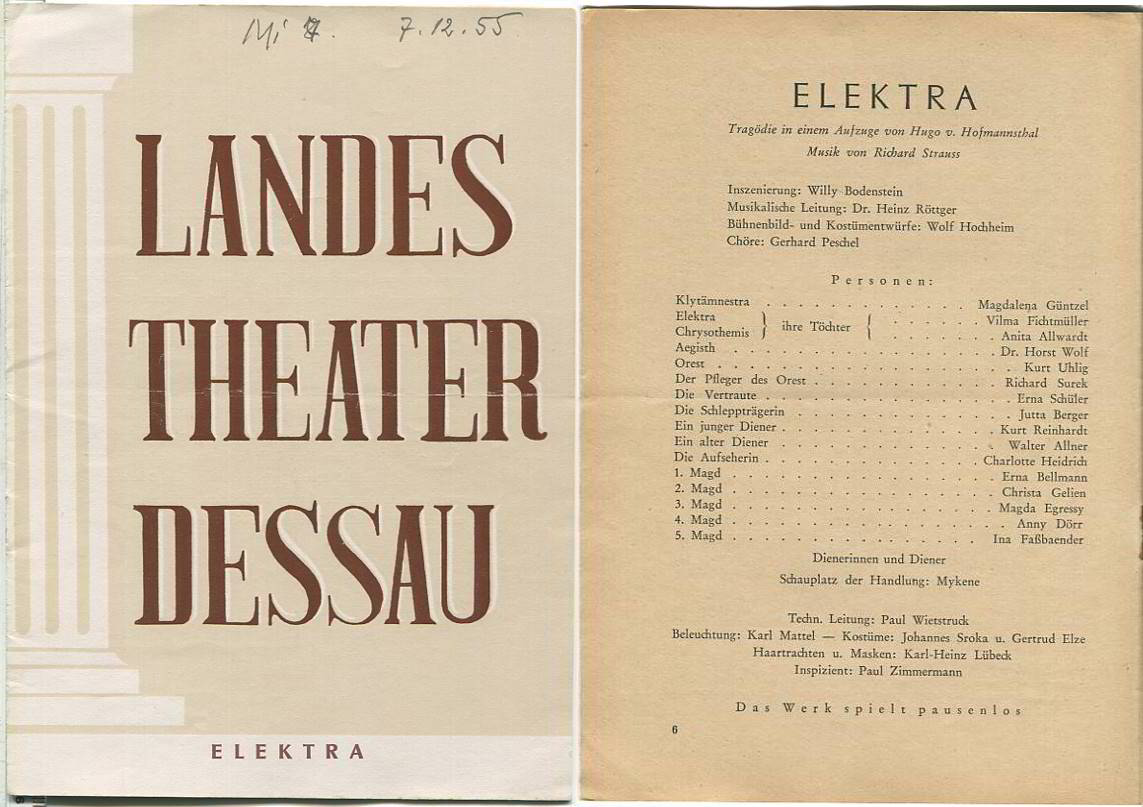 Mi 7. 7.12.55
LANDES
THEATER
DESSAU
ELEKTRA
ELEKTRA
Tragödie in einem Aufzuge von Hugo v. Hofmannsthal
Musik von Richard Strauss
Inszenierung: Willy Bodenstein
Musikalische Leitung: Dr. Heinz Röttger
Bühnenbild- und Kostümentwürfe: Wolf Hochheim
Chöre: Gerhard Peschel
Personen:
Klytämnestra . . . . . . . . . . . . . Magdalena Güntzel
Elektra } ihre Töchter { . . . . . . Vilma Fichtmüller
Chrysothemis . . . . . . . Anita Allwardt
Aegisth . . . . . . . . . . . . . . . . Dr. Horst Wolf
Orest . . . . . . . . . . . . . . . . . . Kurt Uhlig
Der Pfleger des Orest . . . . . . . . . . . Richard Surek
Die Vertraute . . . . . . . . . . . . . . . Erna Schüler
Die Schleppträgerin . . . . . . . . . . . . Jutta Berger
Ein junger Diener . . . . . . . . . . . . Kurt Reinhardt
Ein alter Diener . . . . . . . . . . . . Walter Allner
Die Aufseherin . . . . . . . . . . . . Charlotte Heidrich
1. Magd . . . . . . . . . . . . . . . . Erna Bellmann
2. Magd . . . . . . . . . . . . . . . . Christa Gelien
3. Magd . . . . . . . . . . . . . . . . Magda Egressy
4. Magd . . . . . . . . . . . . . . . . . Anny Dörr
5. Magd . . . . . . . . . . . . . . . Ina Faßbaender
Dienerinnen und Diener
Schauplatz der Handlung: Mykene
Techn. Leitung: Paul Wietstruck
Beleuchtung: Karl Mattel — Kostüme: Johannes Sroka u. Gertrud Elze
Haartrachten u. Masken: Karl-Heinz Lübeck
Inspizient: Paul Zimmermann
Das Werk spielt pausenlos
6